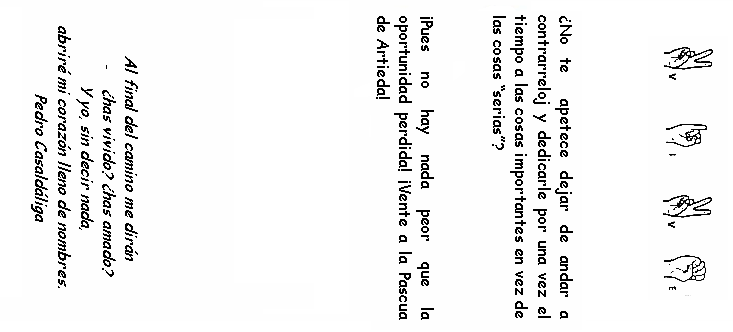 V
I
V
E
¿No te apetece dejar de andar a
contrarreloj y dedicarle por una vez el
tiempo a las cosas importantes en vez de
las cosas "serias"?
¡Pues no hay nada peor que la
oportunidad perdida! ¡Vente a la Pascua
de Artieda!
Al final del camino me dirán
- ¿has vivido? ¿has amado?
Y yo, sin decir nada,
abriré mi corazón lleno de nombres.
Pedro Casaldáliga